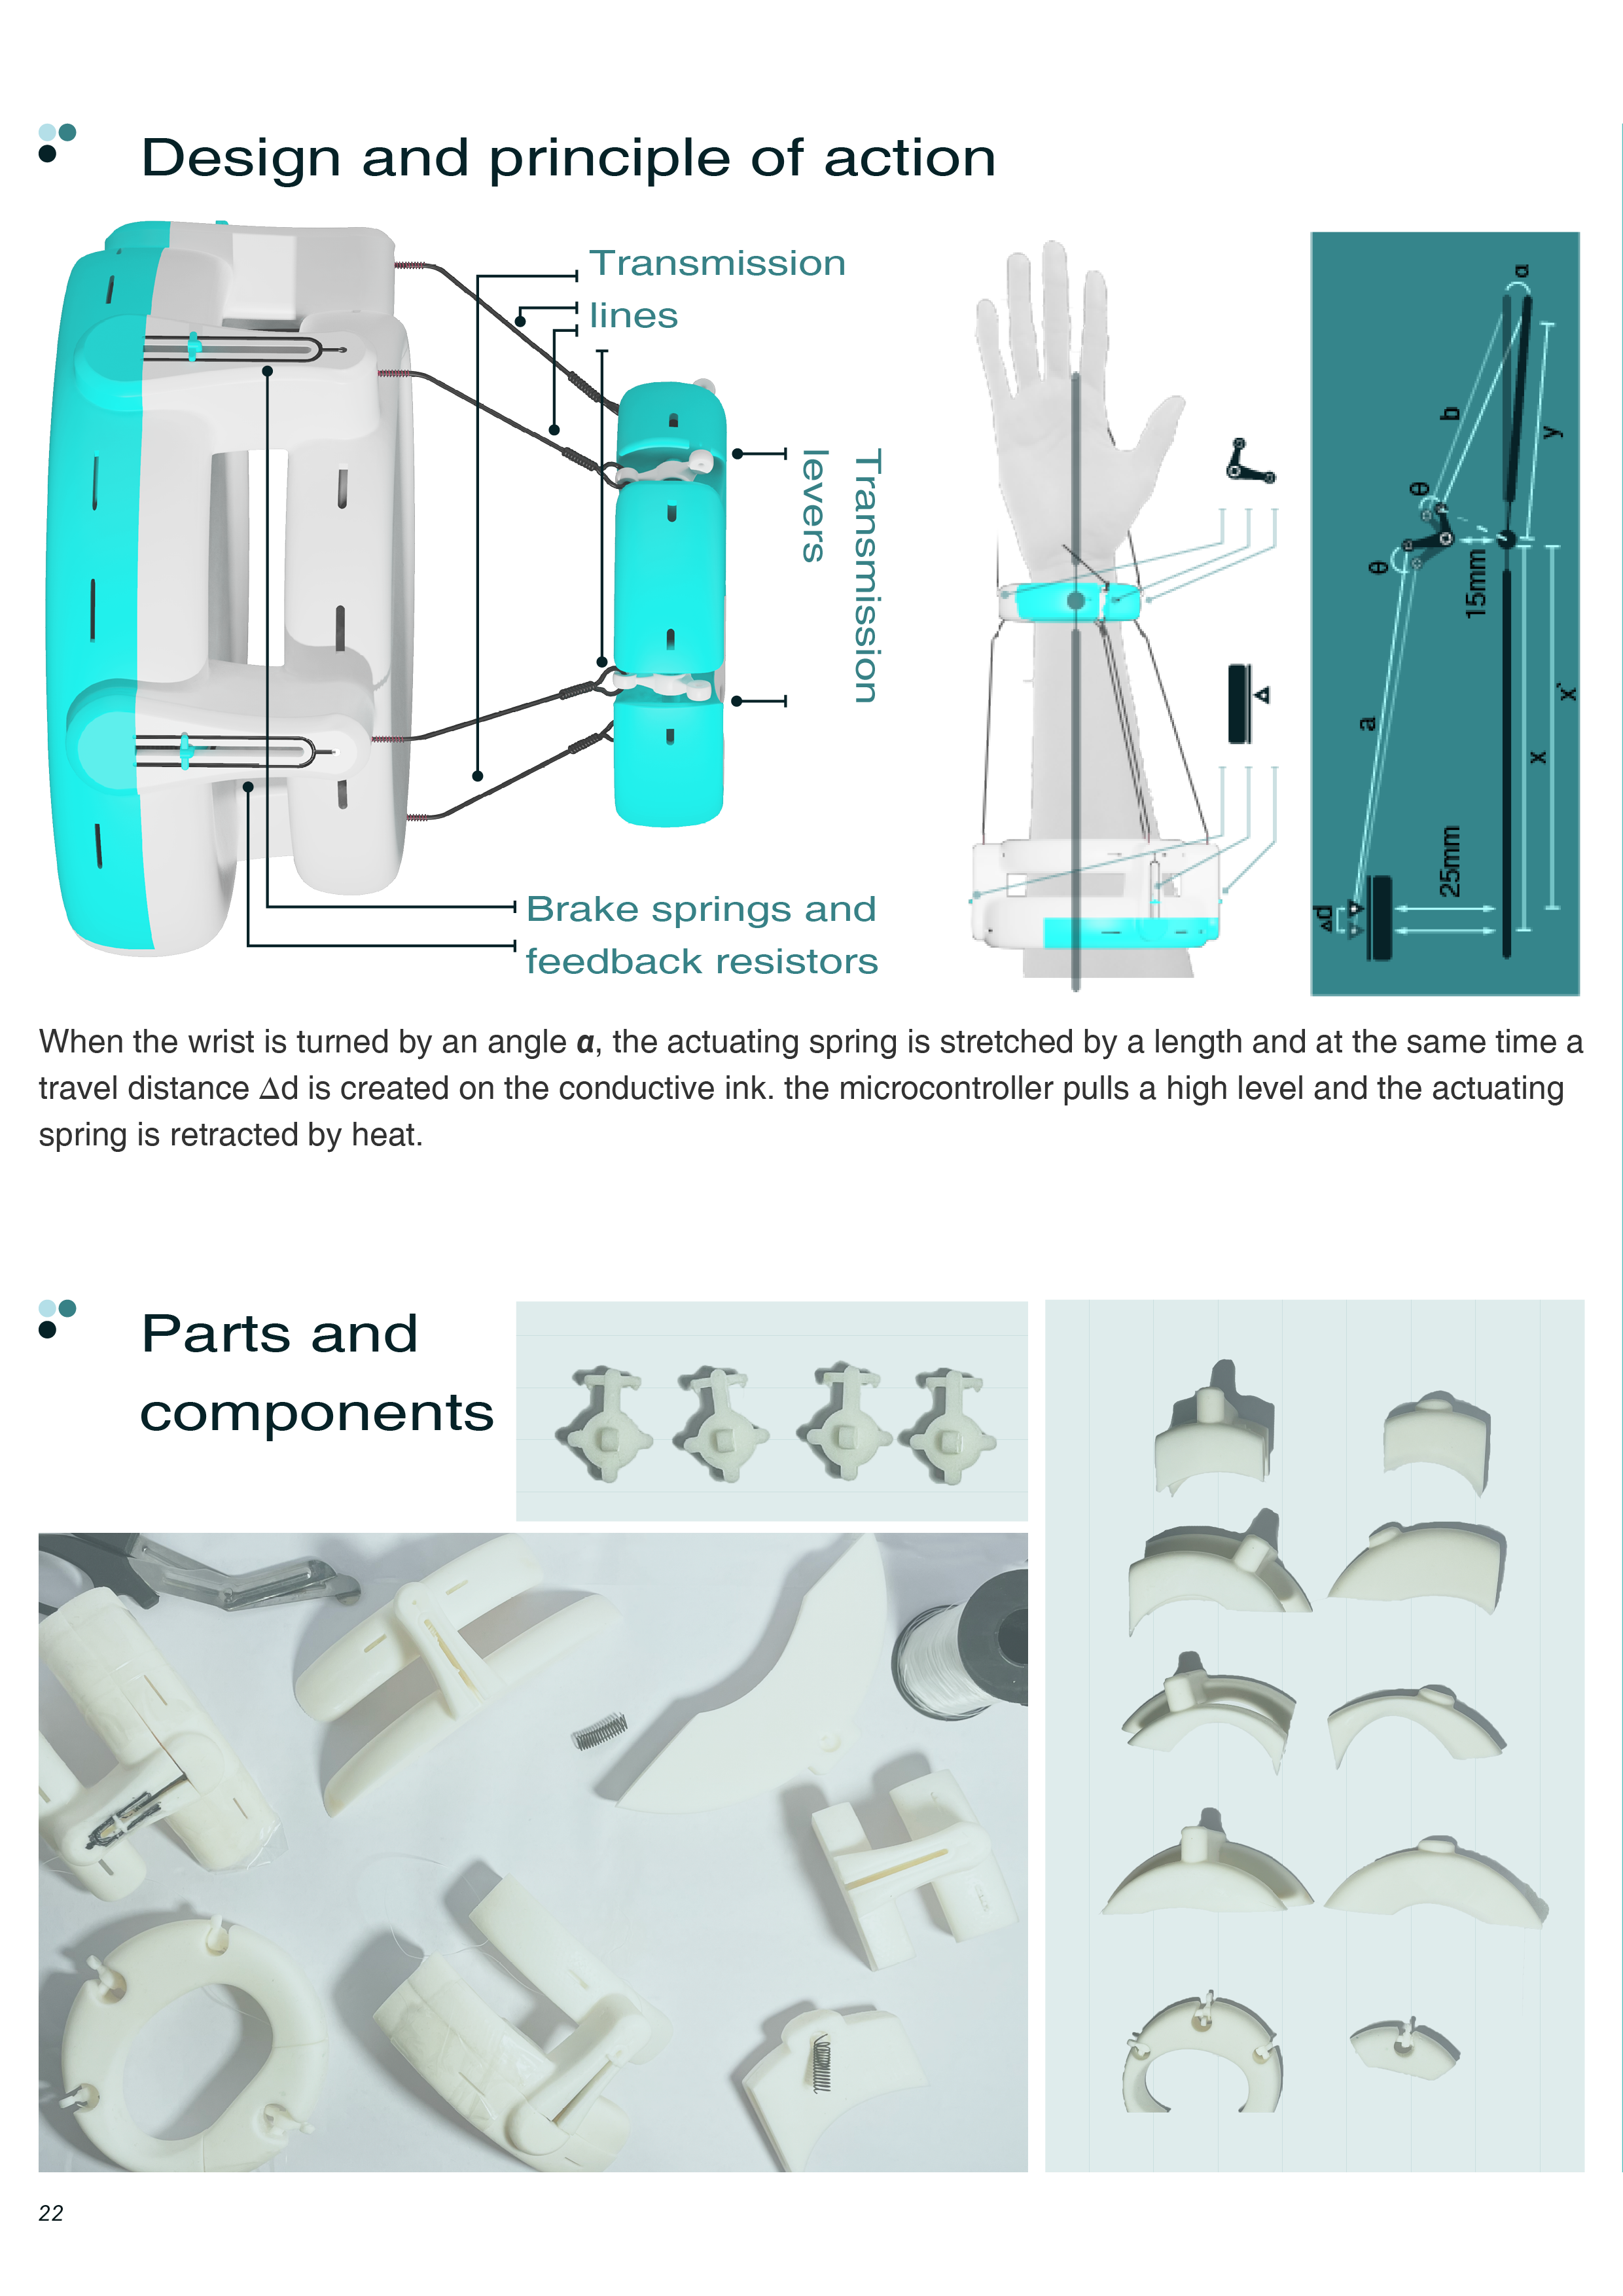 Design and principle of action
Transmission
lines
Transmission
levers
Brake springs and
feedback resistors
a
b
y
θ
θ
15mm
a
x`
x
25mm
Δd
When the wrist is turned by an angle a, the actuating spring is stretched by a length and at the same time a
travel distance Δd is created on the conductive ink. the microcontroller pulls a high level and the actuating
spring is retracted by heat.
Parts and
components
22